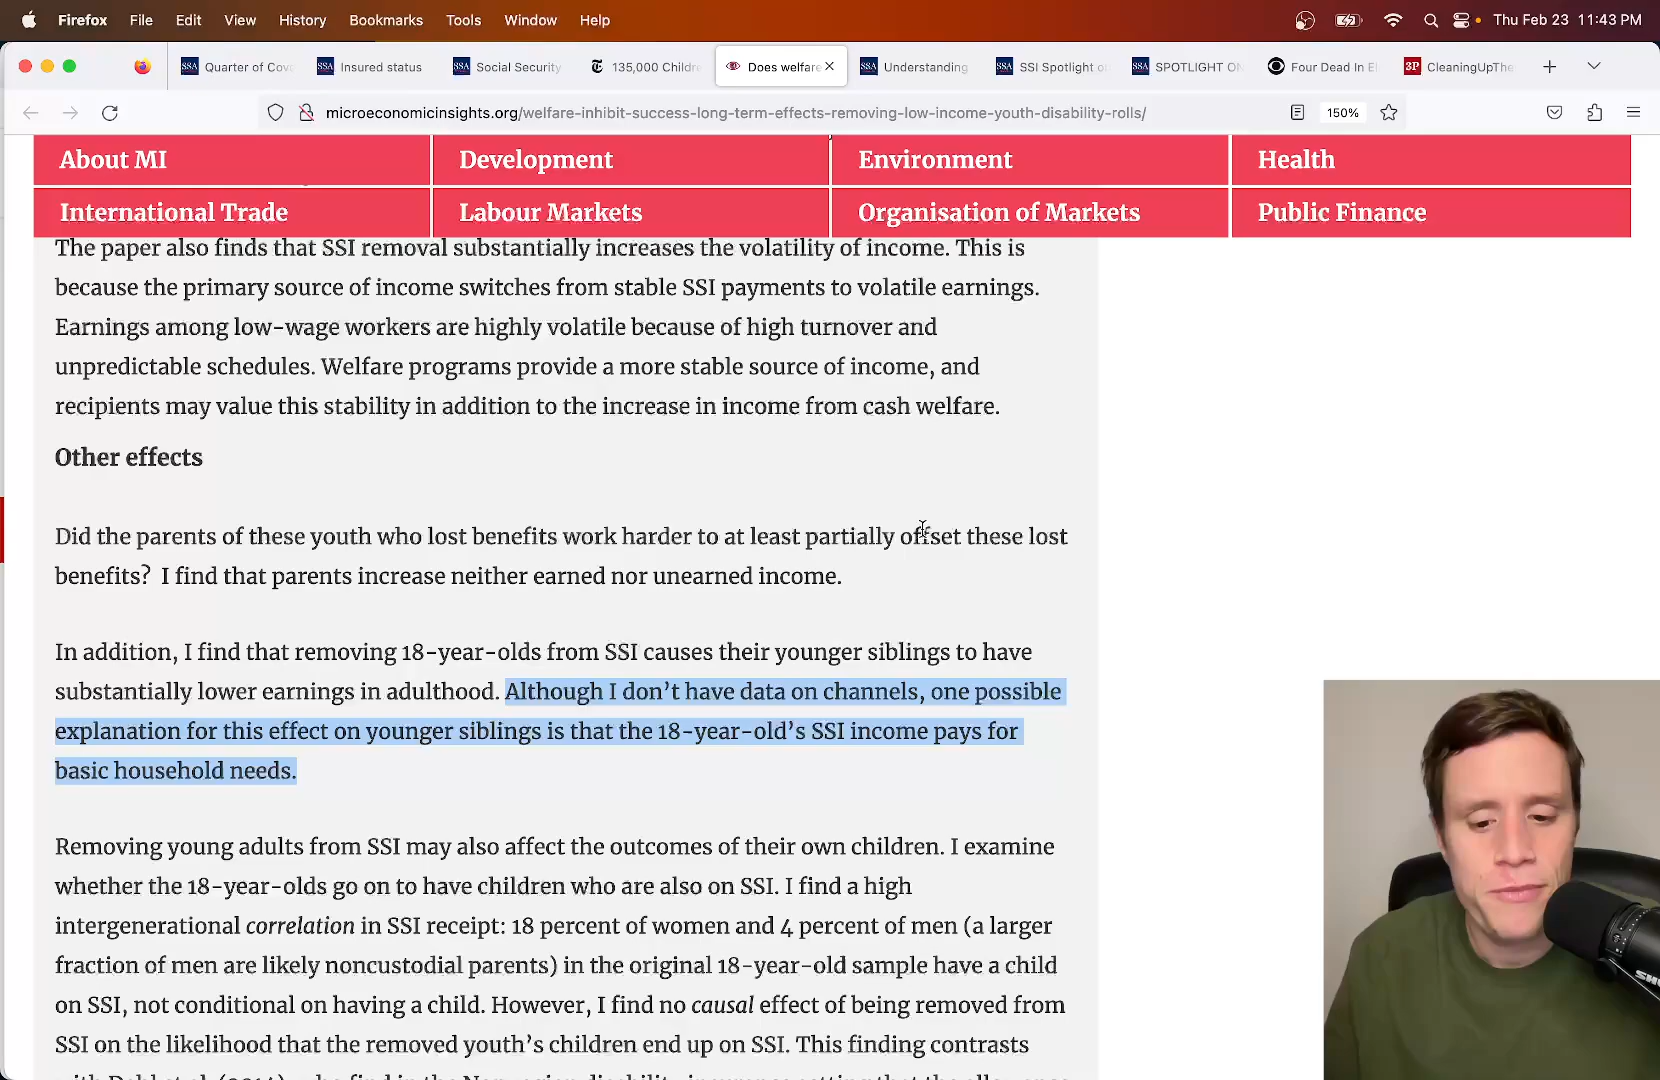 Firefox File Edit View History Bookmarks Tools Window Help Thu Feb 23 11:43 PM
SSA Quarter of Cov SSA Insured status SSA Social Security 135,000 Childre Does welfare SSA Understanding SSA SSI Spotlight o SSA SPOTLIGHT ON Four Dead In E 3P CleaningUpThe
microeconomicinsights.org/welfare-inhibit-success-long-term-effects-removing-low-income-youth-disability-rolls/ 150%
About MI Development Environment Health
International Trade Labour Markets Organisation of Markets Public Finance
The paper also finds that SSI removal substantially increases the volatility of income. This is
because the primary source of income switches from stable SSI payments to volatile earnings.
Earnings among low-wage workers are highly volatile because of high turnover and
unpredictable schedules. Welfare programs provide a more stable source of income, and
recipients may value this stability in addition to the increase in income from cash welfare.
Other effects
Did the parents of these youth who lost benefits work harder to at least partially offset these lost
benefits? I find that parents increase neither earned nor unearned income.
In addition, I find that removing 18-year-olds from SSI causes their younger siblings to have
substantially lower earnings in adulthood. Although I don't have data on channels, one possible
explanation for this effect on younger siblings is that the 18-year-old's SSI income pays for
basic household needs.
Removing young adults from SSI may also affect the outcomes of their own children. I examine
whether the 18-year-olds go on to have children who are also on SSI. I find a high
intergenerational correlation in SSI receipt: 18 percent of women and 4 percent of men (a larger
fraction of men are likely noncustodial parents) in the original 18-year-old sample have a child
on SSI, not conditional on having a child. However, I find no causal effect of being removed from
SSI on the likelihood that the removed youth's children end up on SSI. This finding contrasts